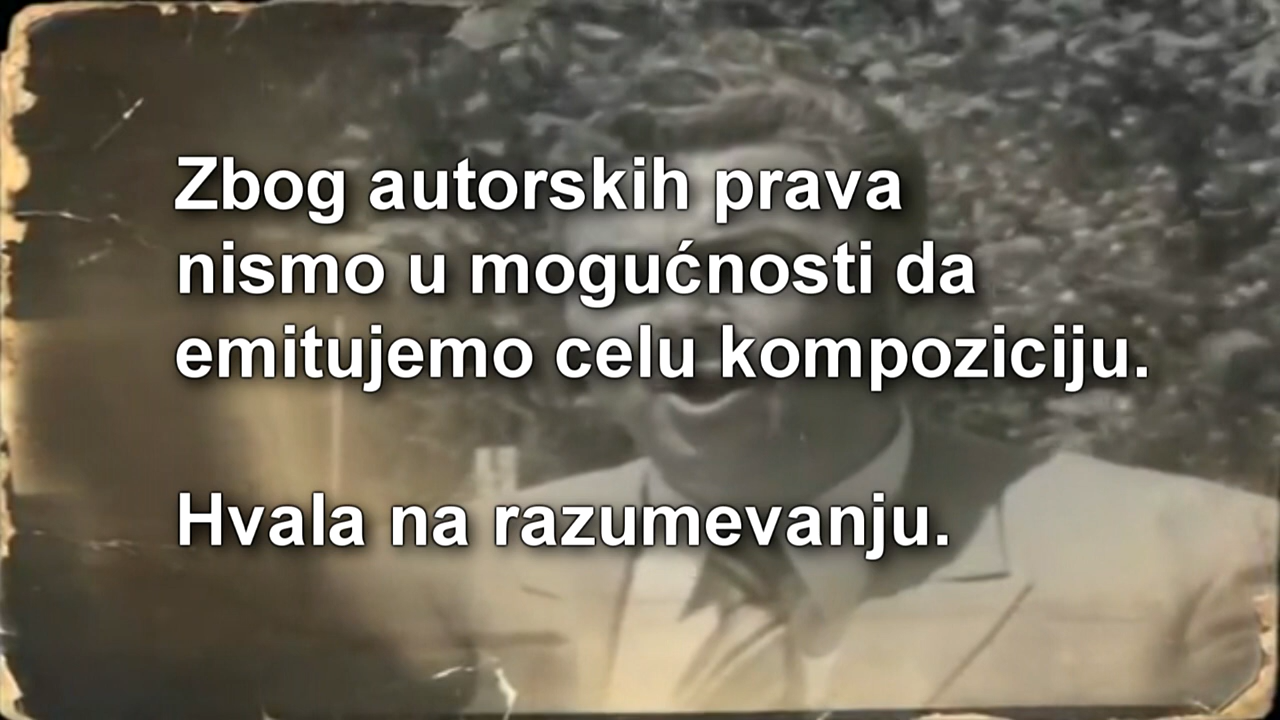 Zbog autorskih prava
nismo u mogućnosti da
emitujemo celu kompoziciju.
Hvala na razumevanju.